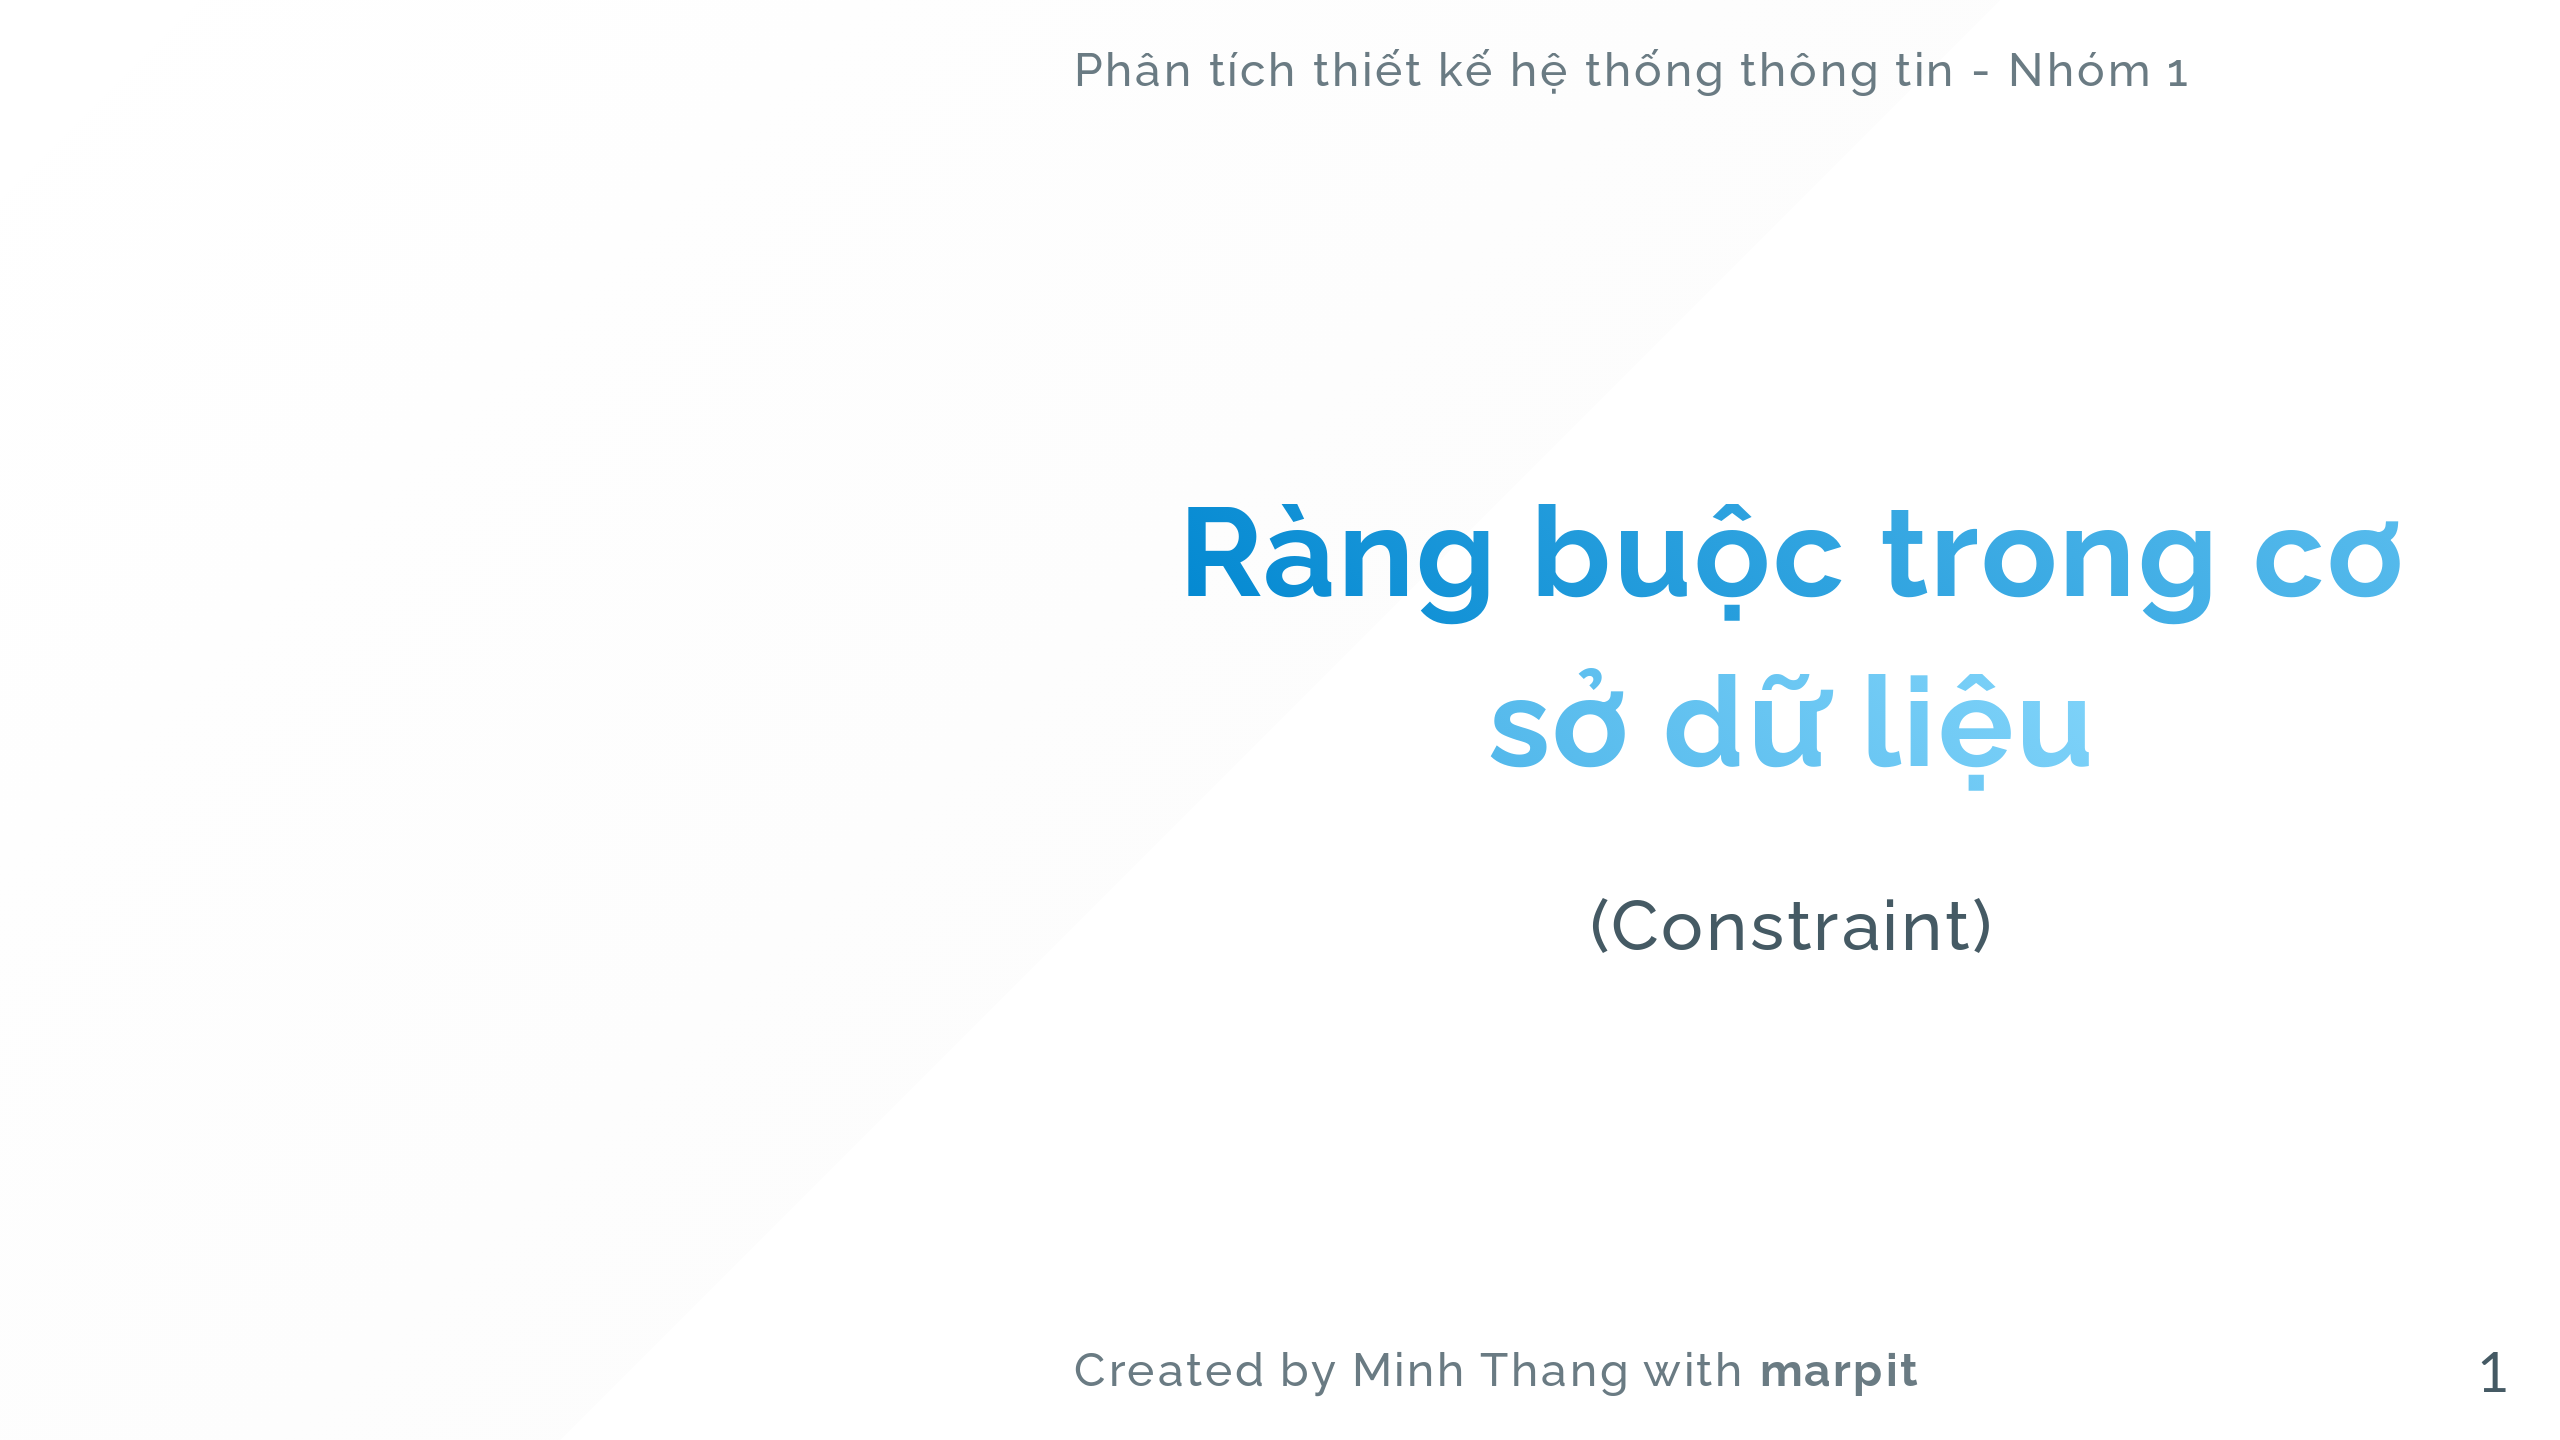 Phân tích thiết kế hệ thống thông tin - Nhóm 1
Ràng buộc trong cơ
sở dữ liệu
(Constraint)
Created by Minh Thang with marpit
1